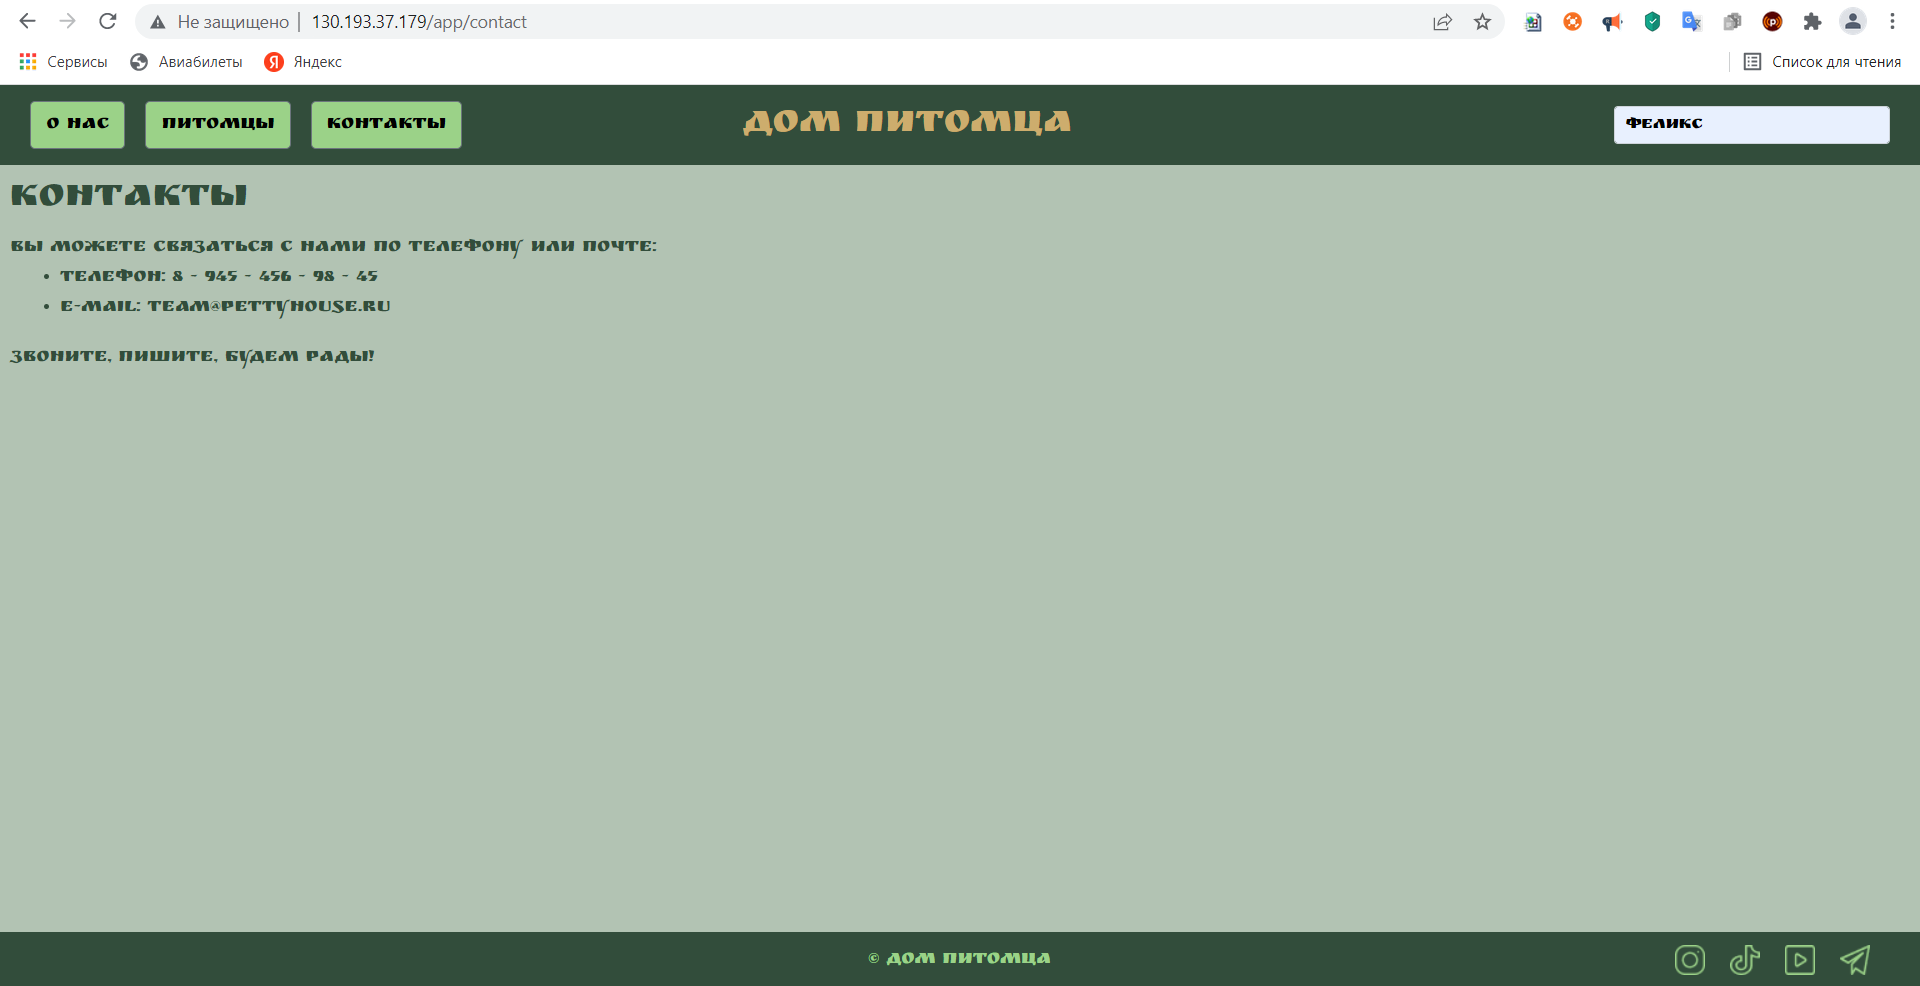 Не защищено | 130.193.37.179/app/contact
Сервисы Авиабилеты Яндекс Список для чтения
О НАС ПИТОМЦЫ КОНТАКТЫ ДОМ ПИТОМЦА ФЕЛИКС
КОНТАКТЫ
ВЫ МОЖЕТЕ СВЯЗАТЬСЯ С НАМИ ПО ТЕЛЕФОНУ ИЛИ ПОЧТЕ:
• ТЕЛЕФОН: 8 - 945 - 456 - 98 - 45
• E-MAIL: TEAM@PETTYHOUSE.RU
ЗВОНИТЕ, ПИШИТЕ, БУДЕМ РАДЫ!
© ДОМ ПИТОМЦА